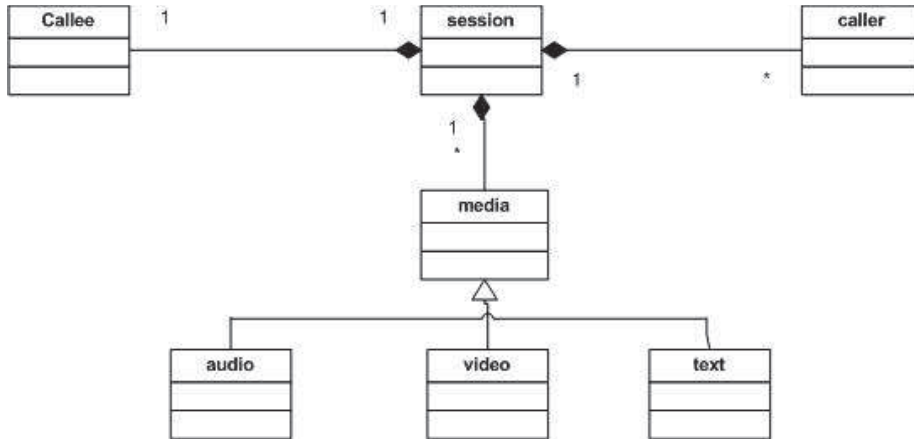 Callee
1
1
session
caller
1
*
1
*
media
audio
video
text